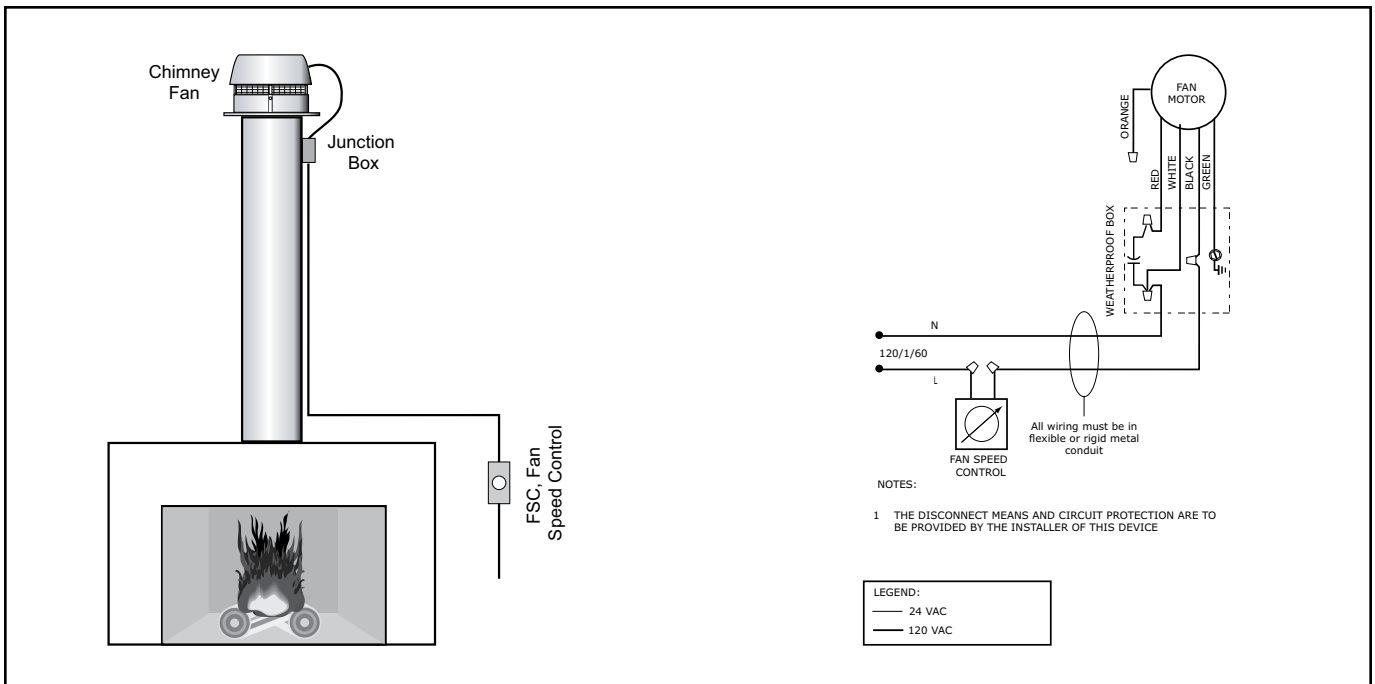 Chimney
Fan
Junction
Box
FSC, Fan
Speed Control
FAN
MOTOR
ORANGE
RED
WHITE
BLACK
GREEN
WEATHERPROOF BOX
N
120/1/60
L
FAN SPEED
CONTROL
All wiring must be in
flexible or rigid metal
conduit
NOTES:
1 THE DISCONNECT MEANS AND CIRCUIT PROTECTION ARE TO
BE PROVIDED BY THE INSTALLER OF THIS DEVICE
LEGEND:
24 VAC
120 VAC